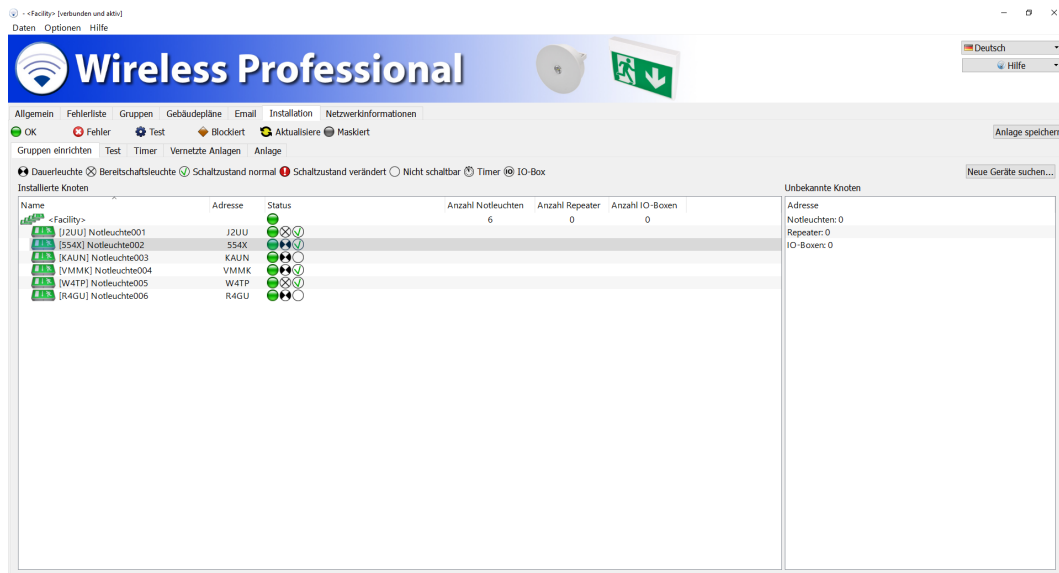 - <Facility> [verbunden und aktiv]
Daten Optionen Hilfe
Wireless Professional
Deutsch
Hilfe
Allgemein Fehlerliste Gruppen Gebäudepläne Email Installation Netzwerkinformationen
OK Fehler Test Blockiert Aktualisiere Maskiert
Anlage speichern
Gruppen einrichten Test Timer Vernetzte Anlagen Anlage
Dauerleuchte Bereitschaftsleuchte Schaltzustand normal Schaltzustand verändert Nicht schaltbar Timer IO IO-Box
Neue Geräte suchen...
Installierte Knoten
Unbekannte Knoten
Name Adresse Status Anzahl Notleuchten Anzahl Repeater Anzahl IO-Boxen
<Facility> 6 0 0
[J2UU] Notleuchte001 J2UU
[554X] Notleuchte002 554X
[KAUN] Notleuchte003 KAUN
[VMMK] Notleuchte004 VMMK
[W4TP] Notleuchte005 W4TP
[R4GU] Notleuchte006 R4GU
Adresse
Notleuchten: 0
Repeater: 0
IO-Boxen: 0